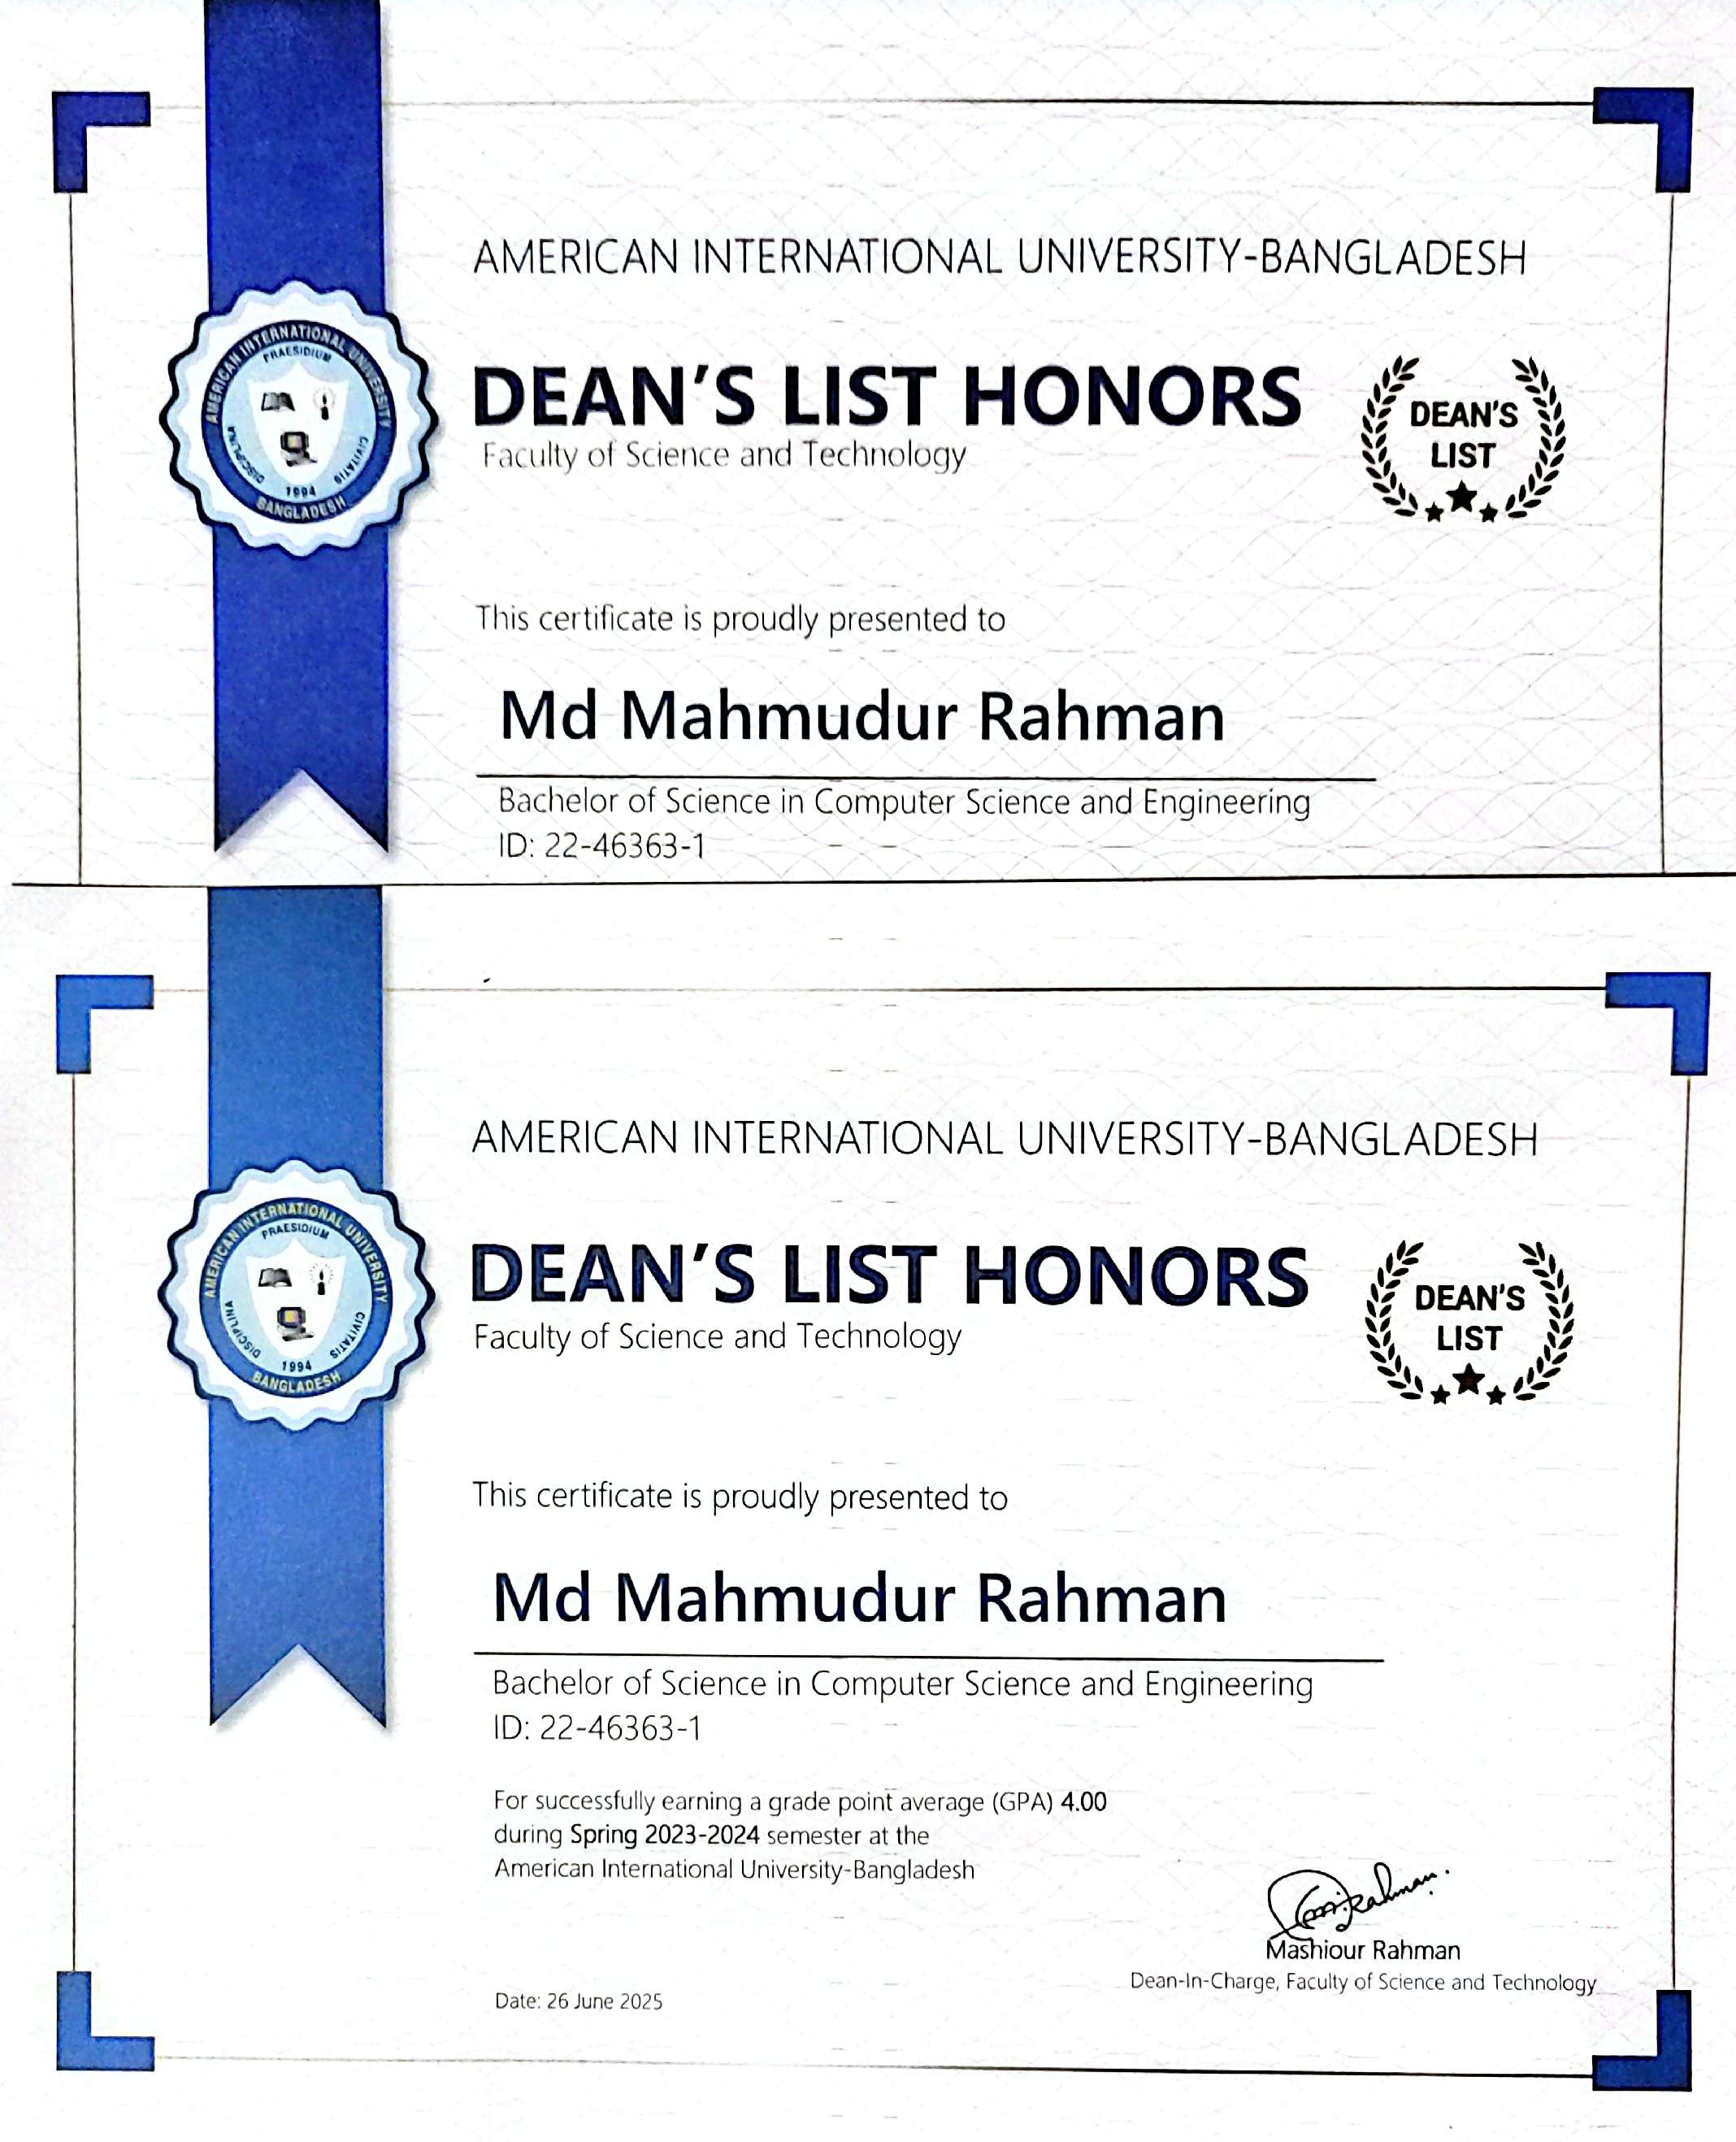 AMERICAN INTERNATIONAL UNIVERSITY-BANGLADESH
AMERICAN INTERNATIONAL UNIVERSITY
PRAESIDIUM
DISCIPLINA
CIVITATIS
1994
BANGLADESH
DEAN'S LIST HONORS
Faculty of Science and Technology
DEAN'S
LIST
This certificate is proudly presented to
Md Mahmudur Rahman
Bachelor of Science in Computer Science and Engineering
ID: 22-46363-1
AMERICAN INTERNATIONAL UNIVERSITY-BANGLADESH
AMERICAN INTERNATIONAL UNIVERSITY
PRAESIDIUM
DISCIPLINA
CIVITATIS
1994
BANGLADESH
DEAN'S LIST HONORS
Faculty of Science and Technology
DEAN'S
LIST
This certificate is proudly presented to
Md Mahmudur Rahman
Bachelor of Science in Computer Science and Engineering
ID: 22-46363-1
For successfully earning a grade point average (GPA) 4.00
during Spring 2023-2024 semester at the
American International University-Bangladesh
Mashiour Rahman
Dean-In-Charge, Faculty of Science and Technology
Date: 26 June 2025